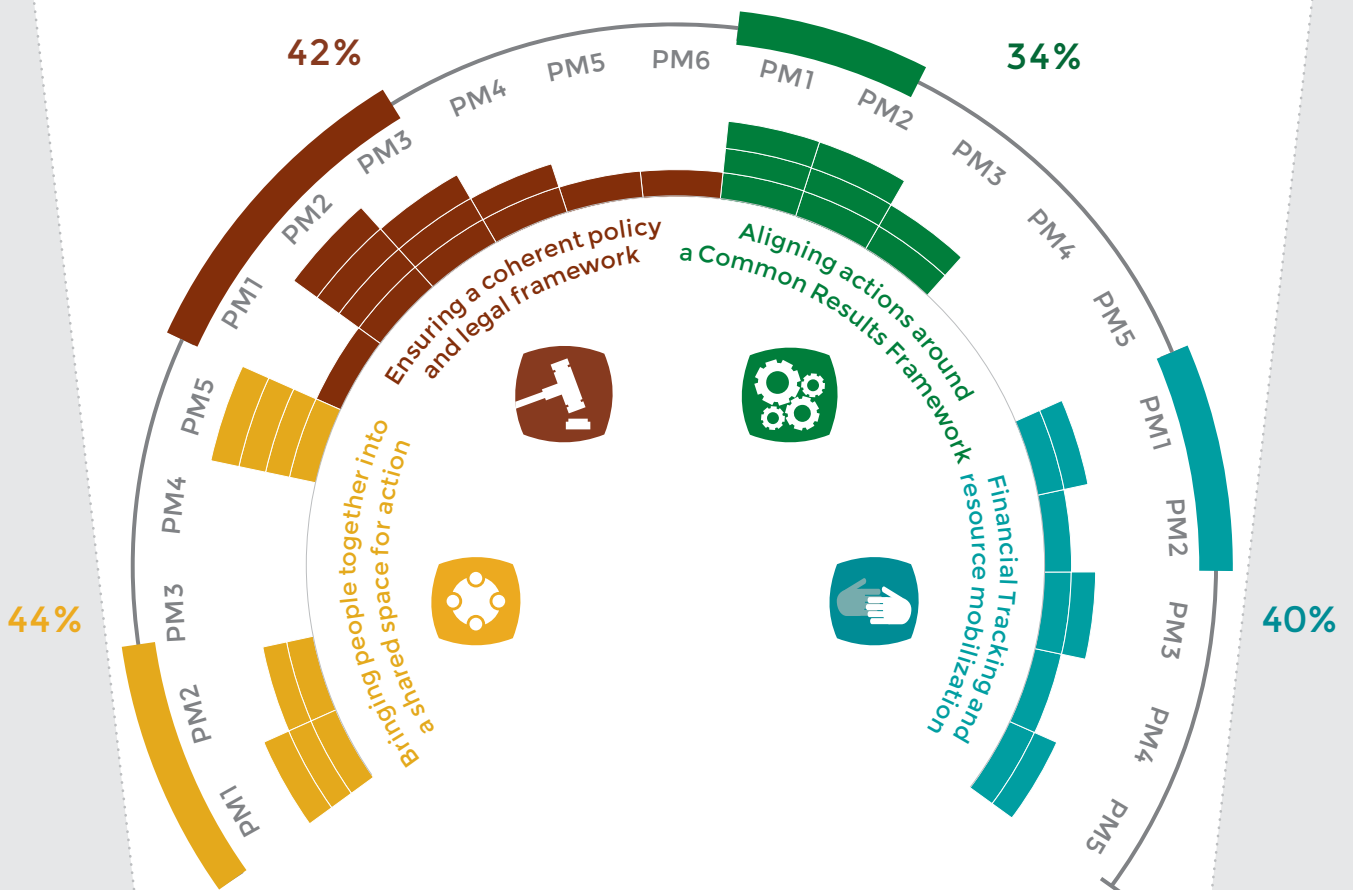 42%
34%
44%
40%
PM1
PM2
PM3
PM4
PM5
PM1
PM2
PM3
PM4
PM5
PM6
PM1
PM2
PM3
PM4
PM5
PM1
PM2
PM3
PM4
PM5
Bringing people together into
a shared space for action
Ensuring a coherent policy
and legal framework
Aligning actions around
a Common Results Framework
Financial Tracking and
resource mobilization